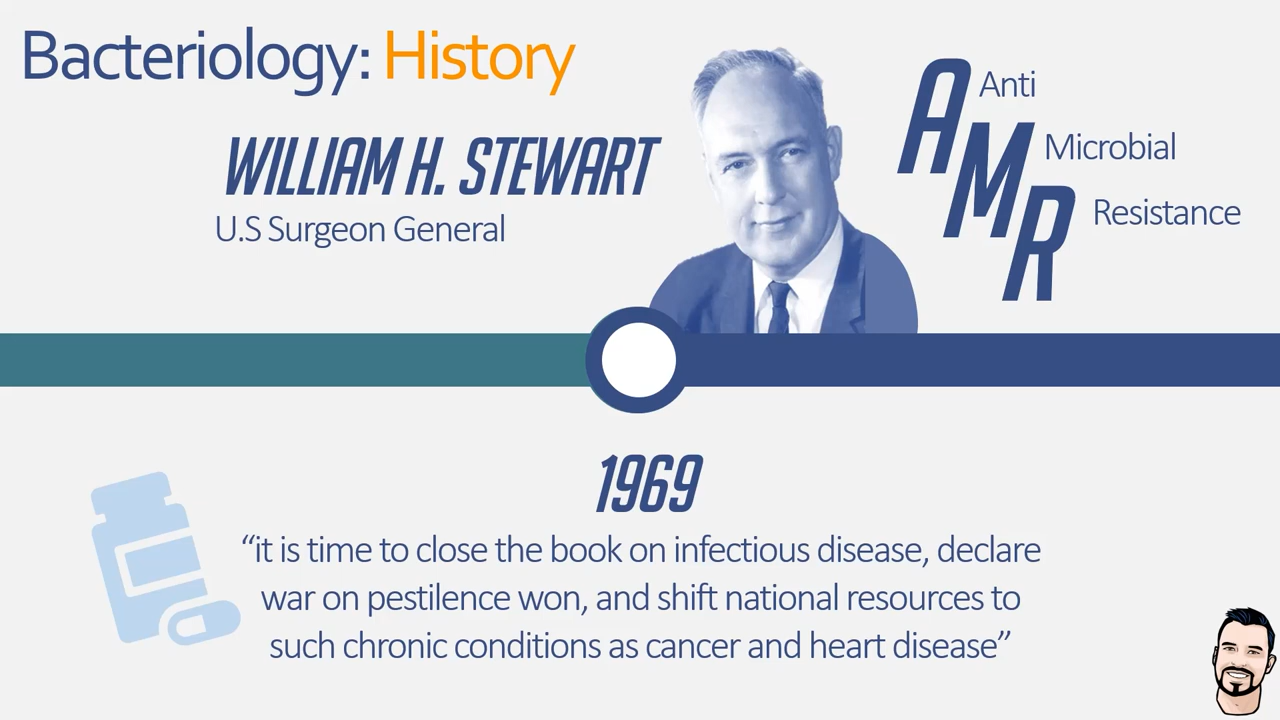 Bacteriology: History
WILLIAM H. STEWART
U.S Surgeon General
A Anti
M Microbial
R Resistance
1969
“it is time to close the book on infectious disease, declare
war on pestilence won, and shift national resources to
such chronic conditions as cancer and heart disease”